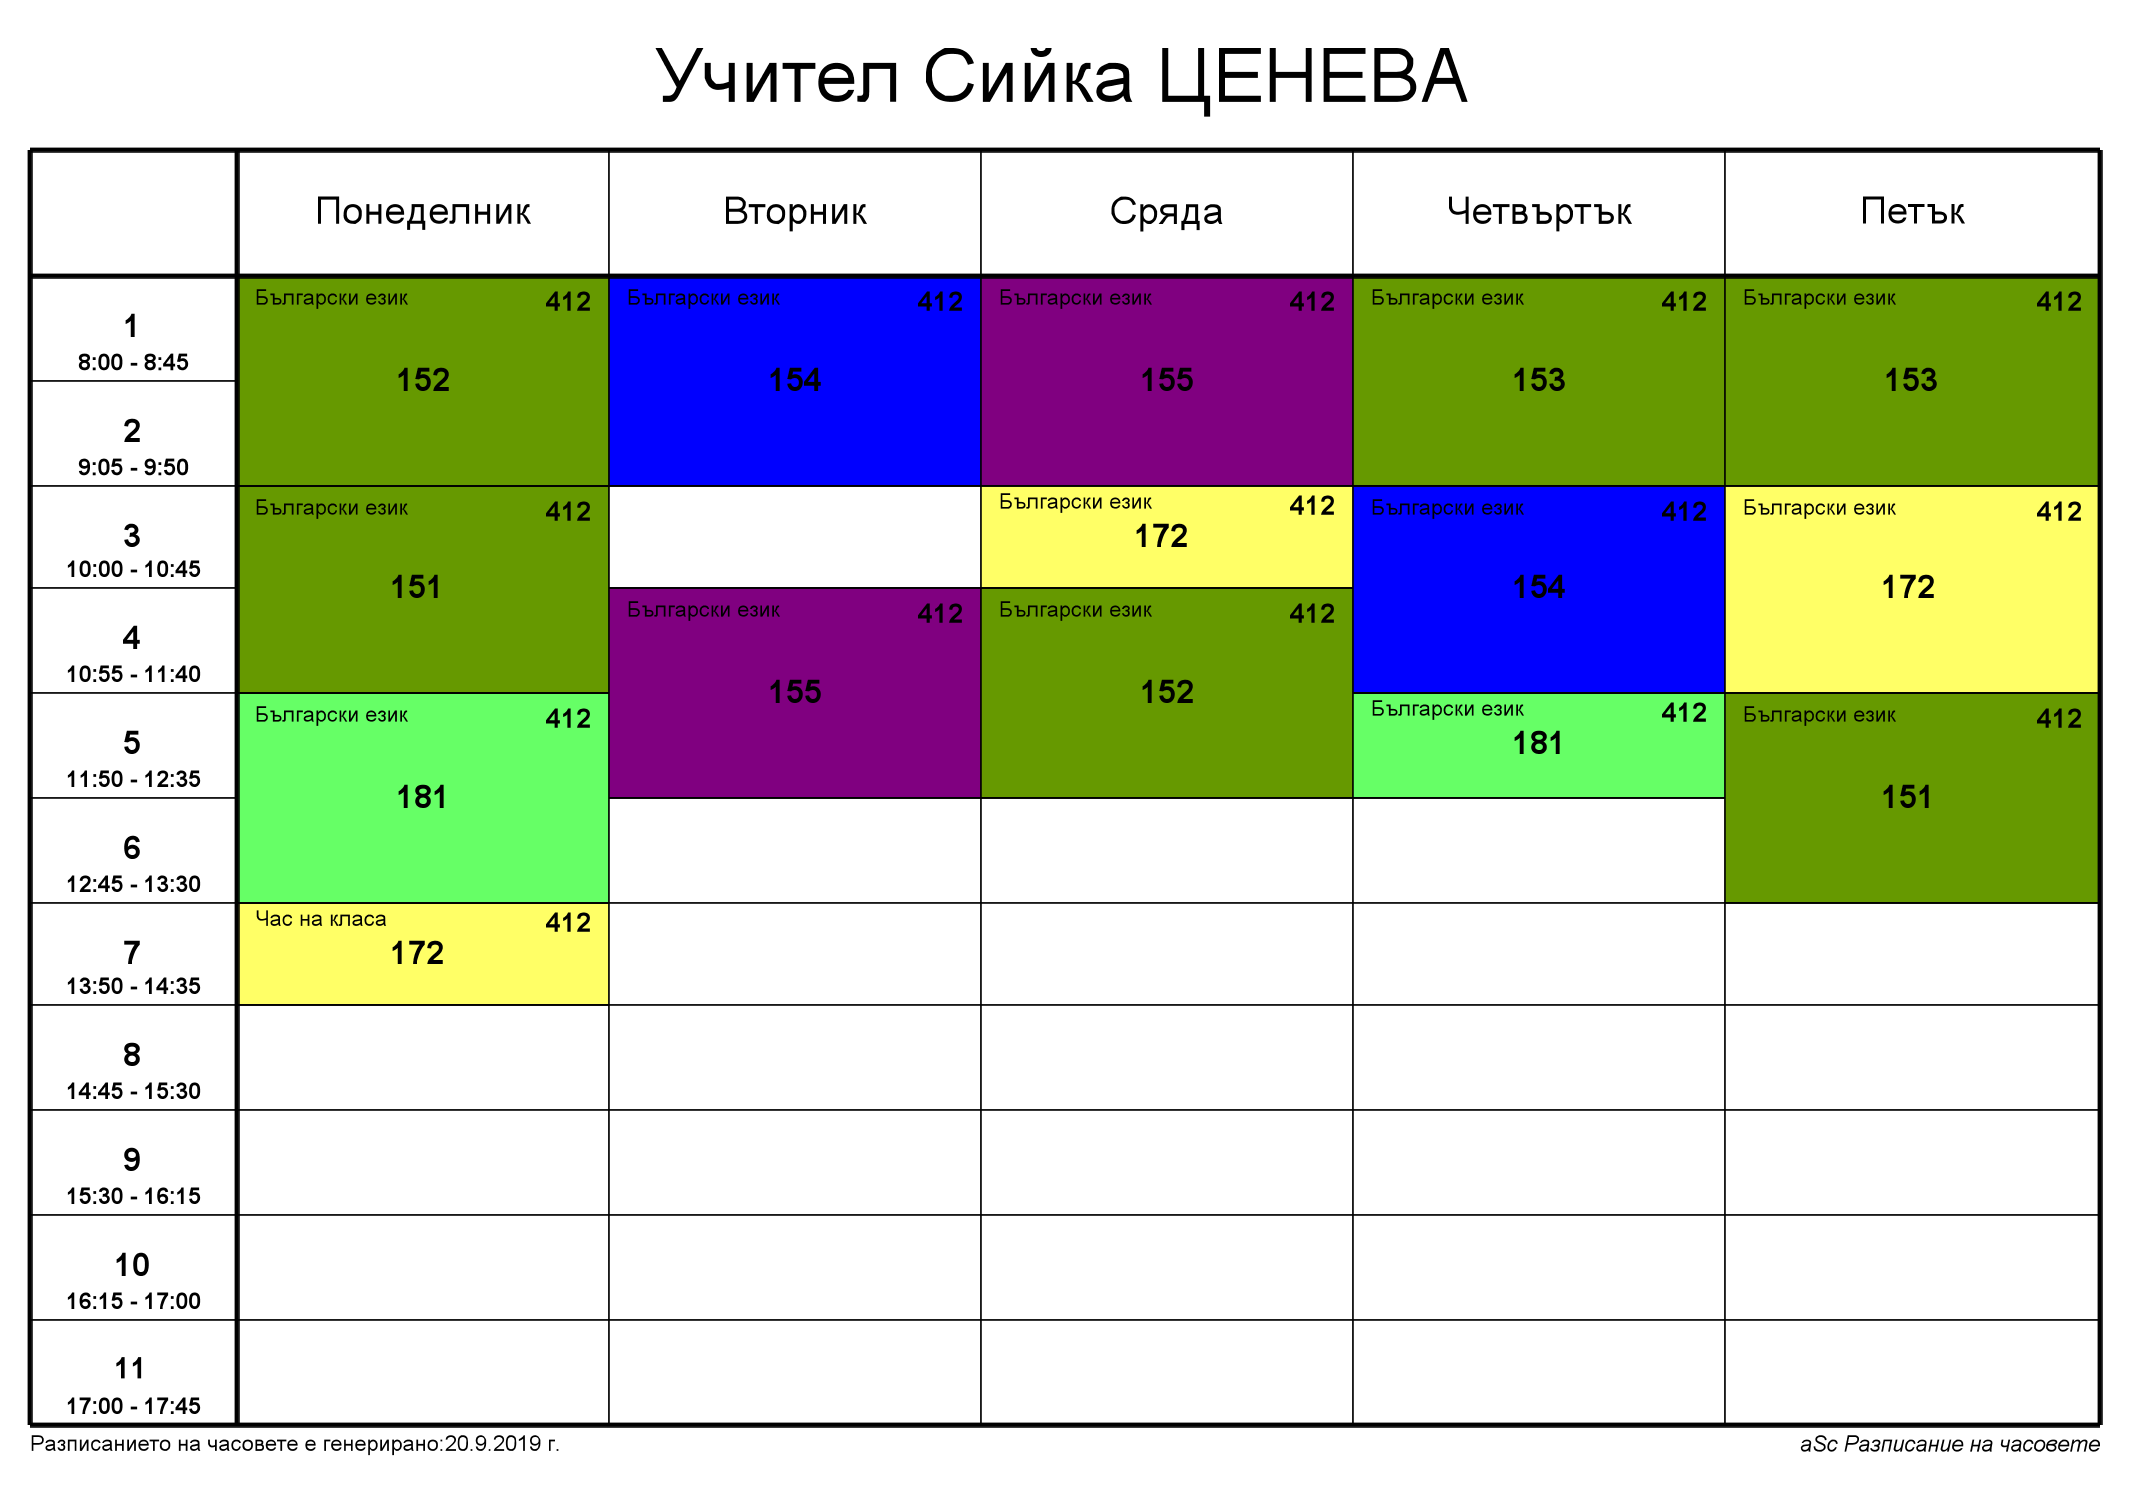 Учител Сийка ЦЕНЕВА
Понеделник Вторник Сряда Четвъртък Петък
1
8:00 - 8:45
Български език 412 Български език 412 Български език 412 Български език 412 Български език 412
152 154 155 153 153
2
9:05 - 9:50
3
10:00 - 10:45
Български език 412 Български език 412 Български език 412 Български език 412
172
151 154 172
4
10:55 - 11:40
Български език 412 Български език 412
155 152
5
11:50 - 12:35
Български език 412 Български език 412 Български език 412
181
181 151
6
12:45 - 13:30
7
13:50 - 14:35
Час на класа 412
172
8
14:45 - 15:30
9
15:30 - 16:15
10
16:15 - 17:00
11
17:00 - 17:45
Разписанието на часовете е генерирано:20.9.2019 г.
aSc Разписание на часовете